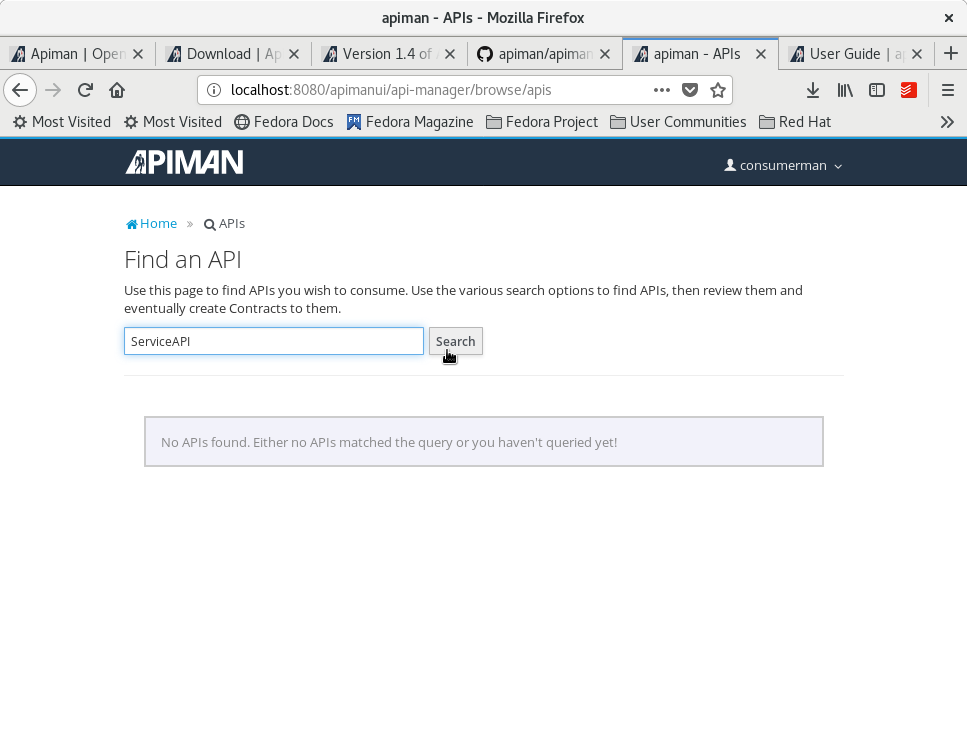 apiman - APIs - Mozilla Firefox
Apiman | Open
Download | Ap
Version 1.4 of
apiman/apiman
apiman - APIs
User Guide | a
localhost:8080/apimanui/api-manager/browse/apis
Most Visited
Most Visited
Fedora Docs
FM
Fedora Magazine
Fedora Project
User Communities
Red Hat
APIMAN
consumerman
Home » APIs
Find an API
Use this page to find APIs you wish to consume. Use the various search options to find APIs, then review them and
eventually create Contracts to them.
ServiceAPI
Search
No APIs found. Either no APIs matched the query or you haven't queried yet!